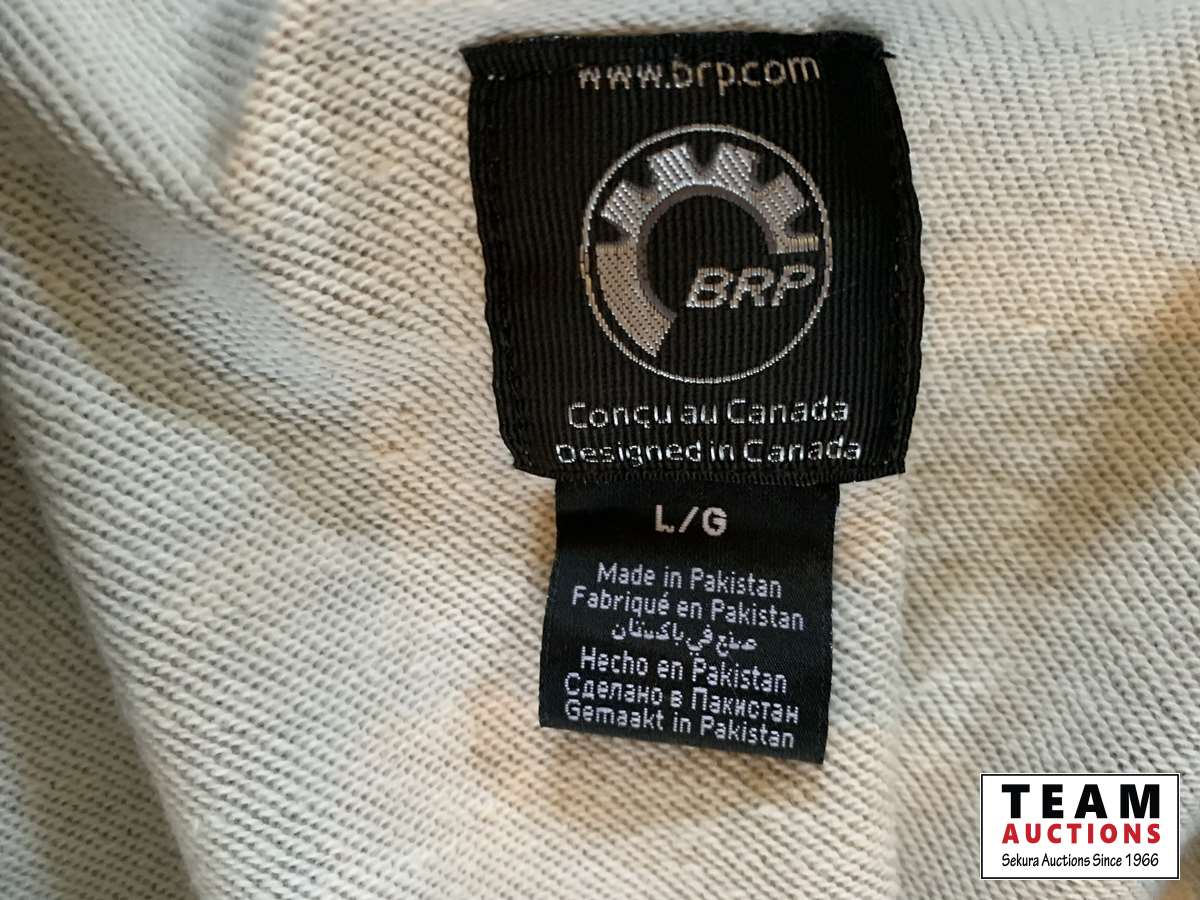 www.brp.com
BRP
Conçu au Canada
Designed in Canada
L/G
Made in Pakistan
Fabriqué en Pakistan
صنع في باكستان
Hecho en Pakistan
Сделано в Пакистан
Gemaakt in Pakistan
TEAM
AUCTIONS
Sekura Auctions Since 1966